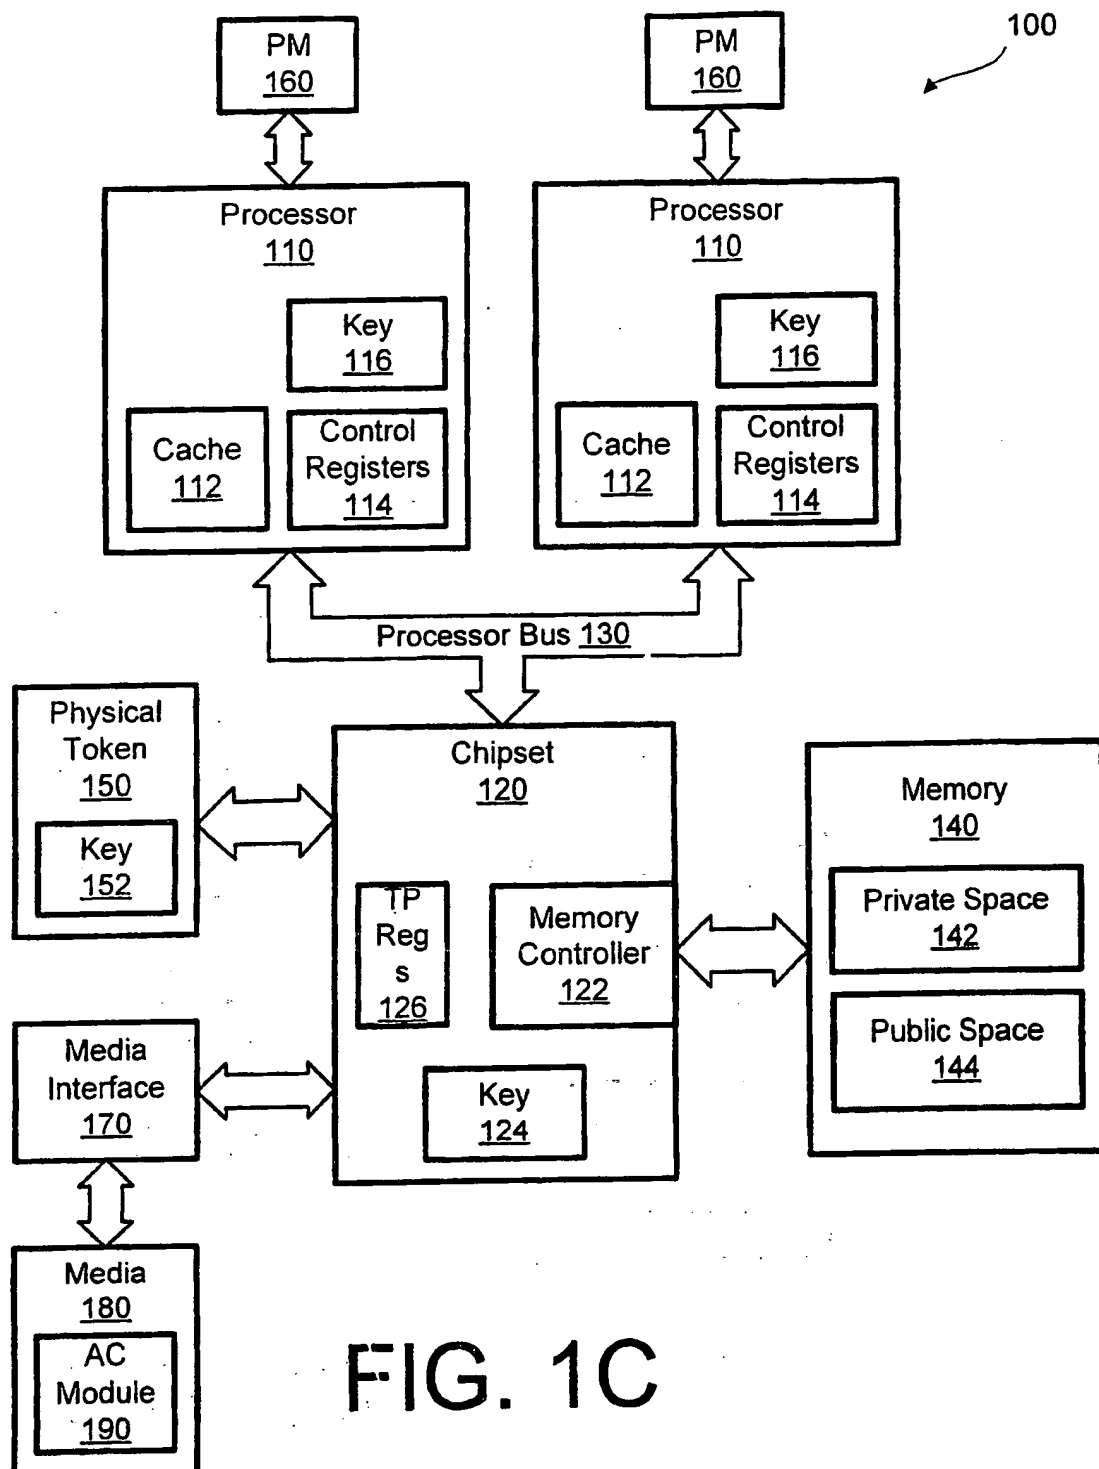 100
PM
160
PM
160
Processor
110
Key
116
Cache
112
Control
Registers
114
Processor
110
Key
116
Cache
112
Control
Registers
114
Processor Bus 130
Physical
Token
150
Key
152
Chipset
120
TP
Reg
s
126
Memory
Controller
122
Key
124
Memory
140
Private Space
142
Public Space
144
Media
Interface
170
Media
180
AC
Module
190
FIG. 1C